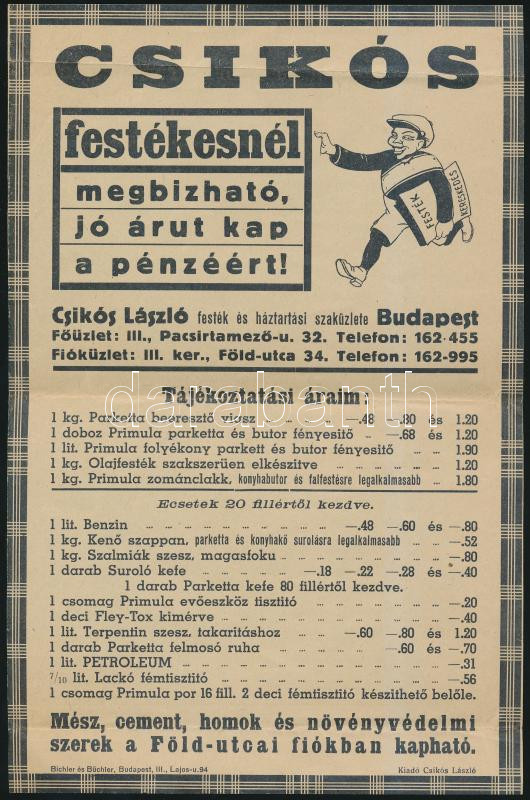 CSIKÓS
festékesnél
megbizható,
jó árut kap
a pénzéért!
FESTÉK
KERESKEDÉS
Csikós László festék és háztartási szaküzlete Budapest
Főüzlet: III., Pacsirtamező-u. 32. Telefon: 162-455
Fióküzlet: III. ker., Föld-utca 34. Telefon: 162-995
Tájékoztatási áraim:
1 kg. Parketta beeresztő viasz ... ... ... —.48 —.80 és 1.20
1 doboz Primula parketta és butor fényesitő .. —.68 és 1.20
1 lit. Primula folyékony parkett és butor fényesitő ... 1.90
1 kg. Olajfesték szakszerüen elkészitve ... ... ... 1.20
1 kg. Primula zománclakk, konyhabutor és falfestésre legalkalmasabb ... 1.80
Ecsetek 20 fillértől kezdve.
1 lit. Benzin ... ... ... ... ... ... —.48 —.60 és —.80
1 kg. Kenő szappan, parketta és konyhakő surolásra legalkalmasabb ... ... —.52
1 kg. Szalmiák szesz, magasfoku ... ... ... ... ... —.80
1 darab Suroló kefe ... ... ... —.18 —.22 —.28 és —.40
1 darab Parketta kefe 80 fillértől kezdve.
1 csomag Primula evőeszköz tisztitó ... ... ... ... —.20
1 deci Fley-Tox kimérve ... ... ... ... ... ... —.40
1 lit. Terpentin szesz, takaritáshoz ... —.60 —.80 és 1.20
1 darab Parketta felmosó ruha ... ... ... —.60 és —.70
1 lit. PETROLEUM ... ... ... ... ... ... ... —.31
7/10 lit. Lackó fémtisztitó ... ... ... ... ... ... —.56
1 csomag Primula por 16 fill. 2 deci fémtisztitó készithető belőle.
Mész, cement, homok és növényvédelmi
szerek a Föld-utcai fiókban kapható.
Bichler és Büchler, Budapest, III., Lajos-u. 94 Kiadó Csikós László
darabanth